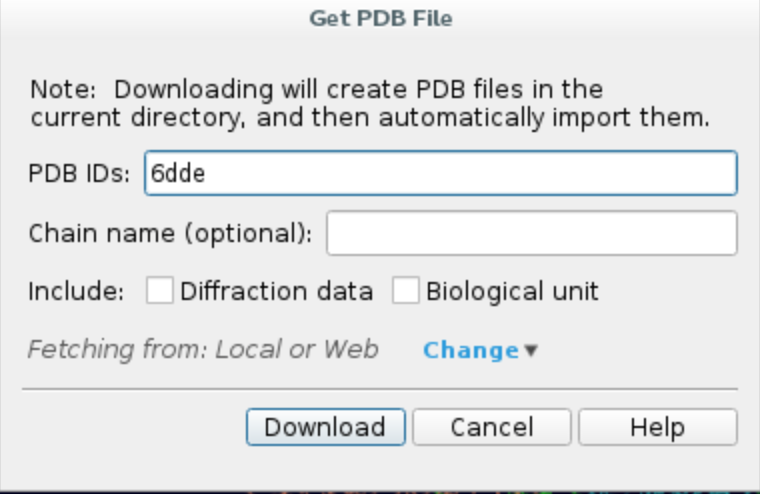 Get PDB File
Note:  Downloading will create PDB files in the
current directory, and then automatically import them.
PDB IDs: 6dde
Chain name (optional):
Include: Diffraction data Biological unit
Fetching from: Local or Web Change▼
Download Cancel Help